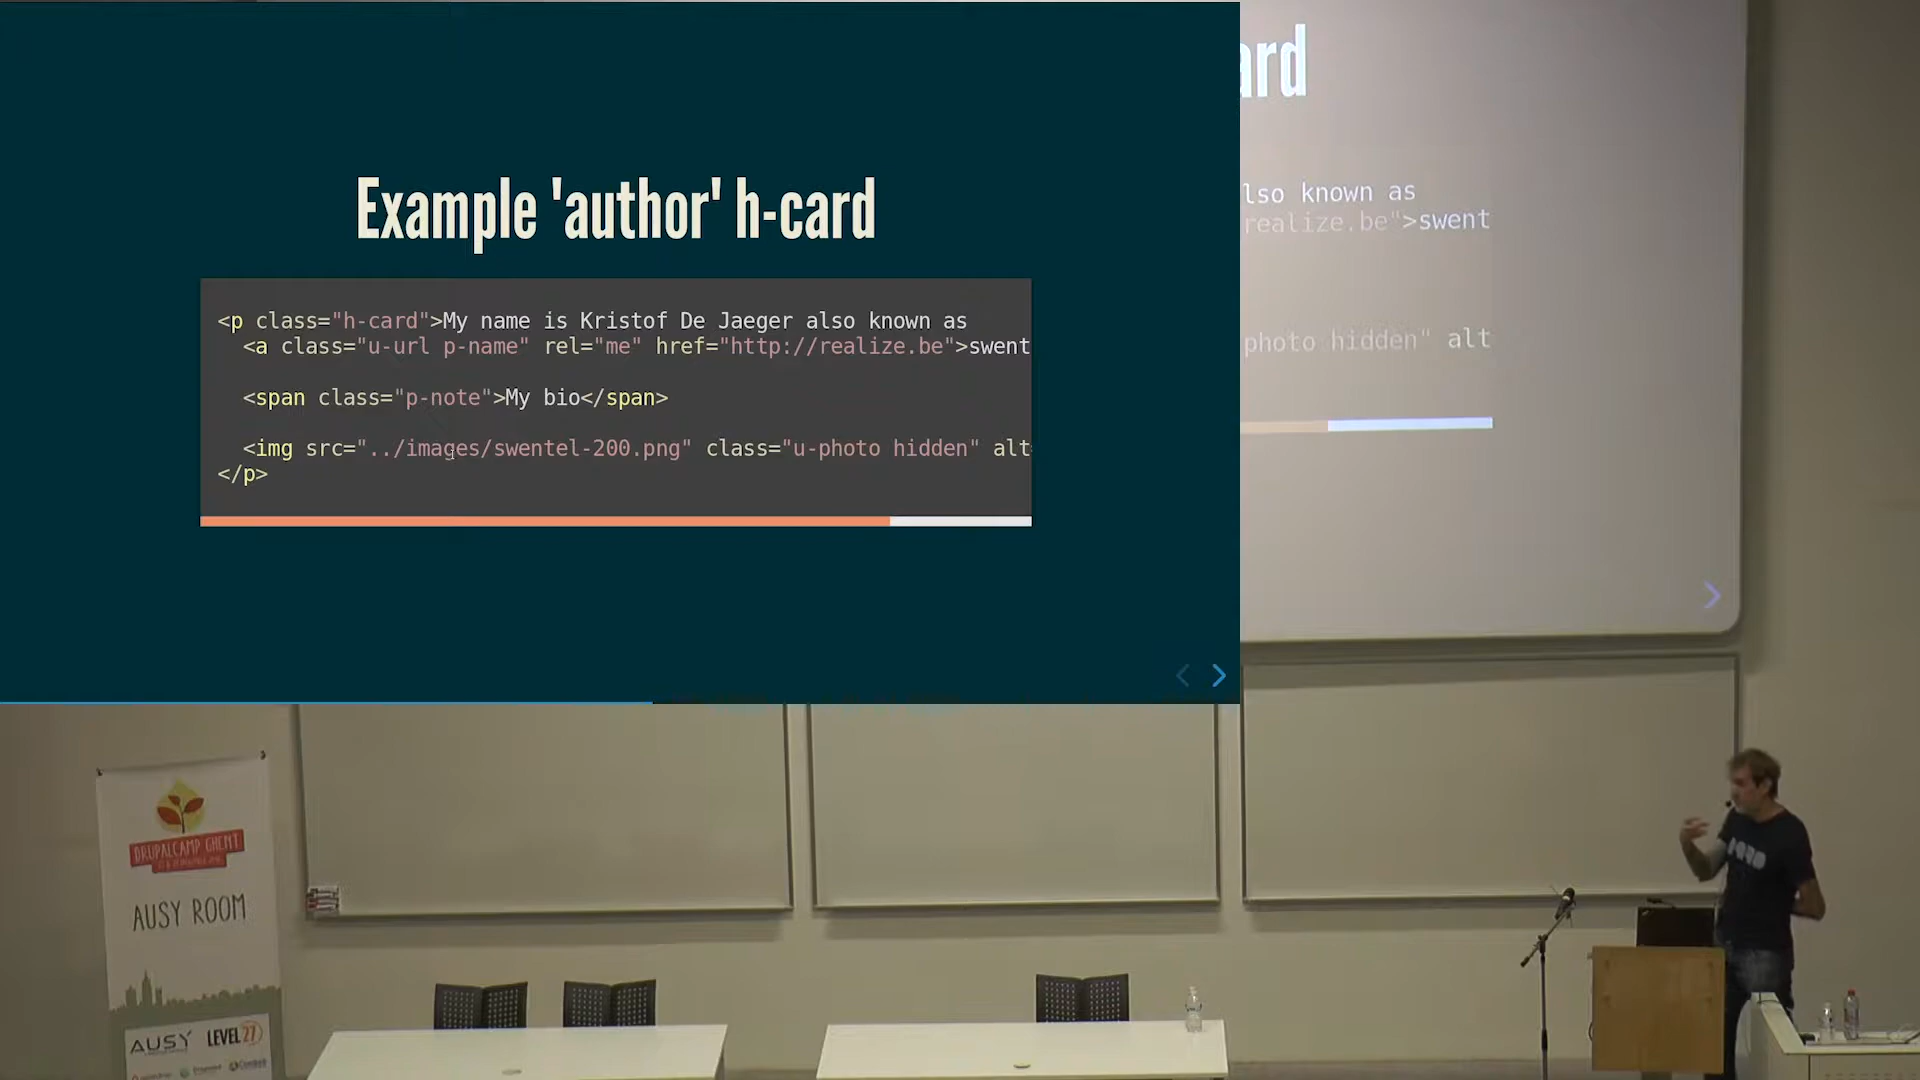 Example 'author' h-card
<p class="h-card">My name is Kristof De Jaeger also known as
<a class="u-url p-name" rel="me" href="http://realize.be">swent
<span class="p-note">My bio</span>
<img src="../images/swentel-200.png" class="u-photo hidden" alt
</p>
ard
lso known as
realize.be">swent
photo hidden" alt
DRUPALCAMP GHENT
AUSY ROOM
AUSY
LEVEL27